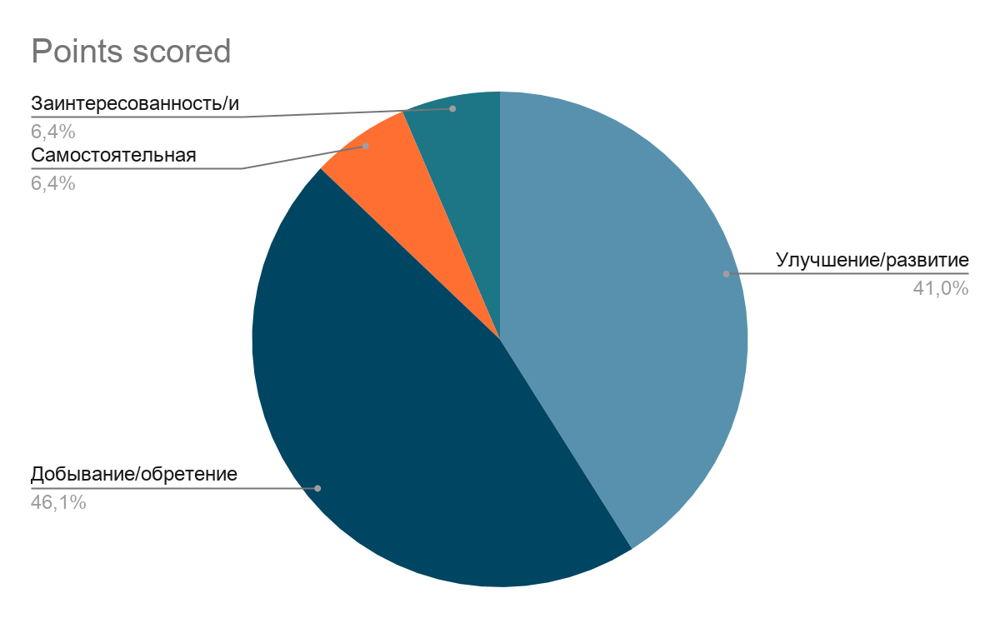 Points scored
Заинтересованность/и
6,4%
Самостоятельная
6,4%
Улучшение/развитие
41,0%
Добывание/обретение
46,1%